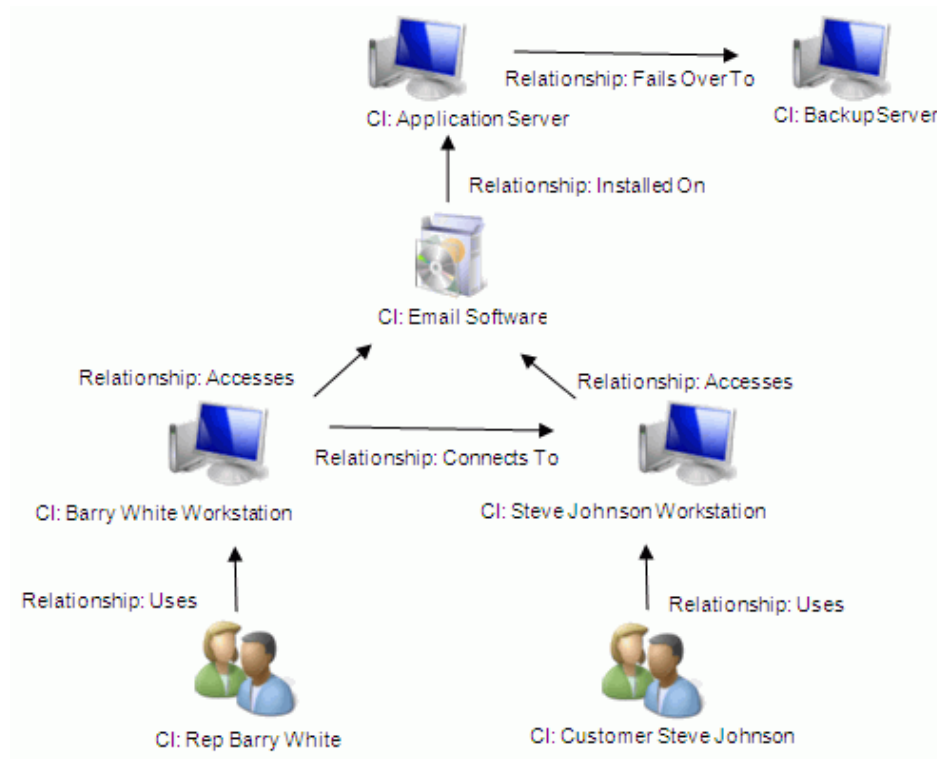 Relationship: Fails Over To
CI: Application Server
CI: Backup Server
Relationship: Installed On
CI: Email Software
Relationship: Accesses
Relationship: Accesses
Relationship: Connects To
CI: Barry White Workstation
CI: Steve Johnson Workstation
Relationship: Uses
Relationship: Uses
CI: Rep Barry White
CI: Customer Steve Johnson